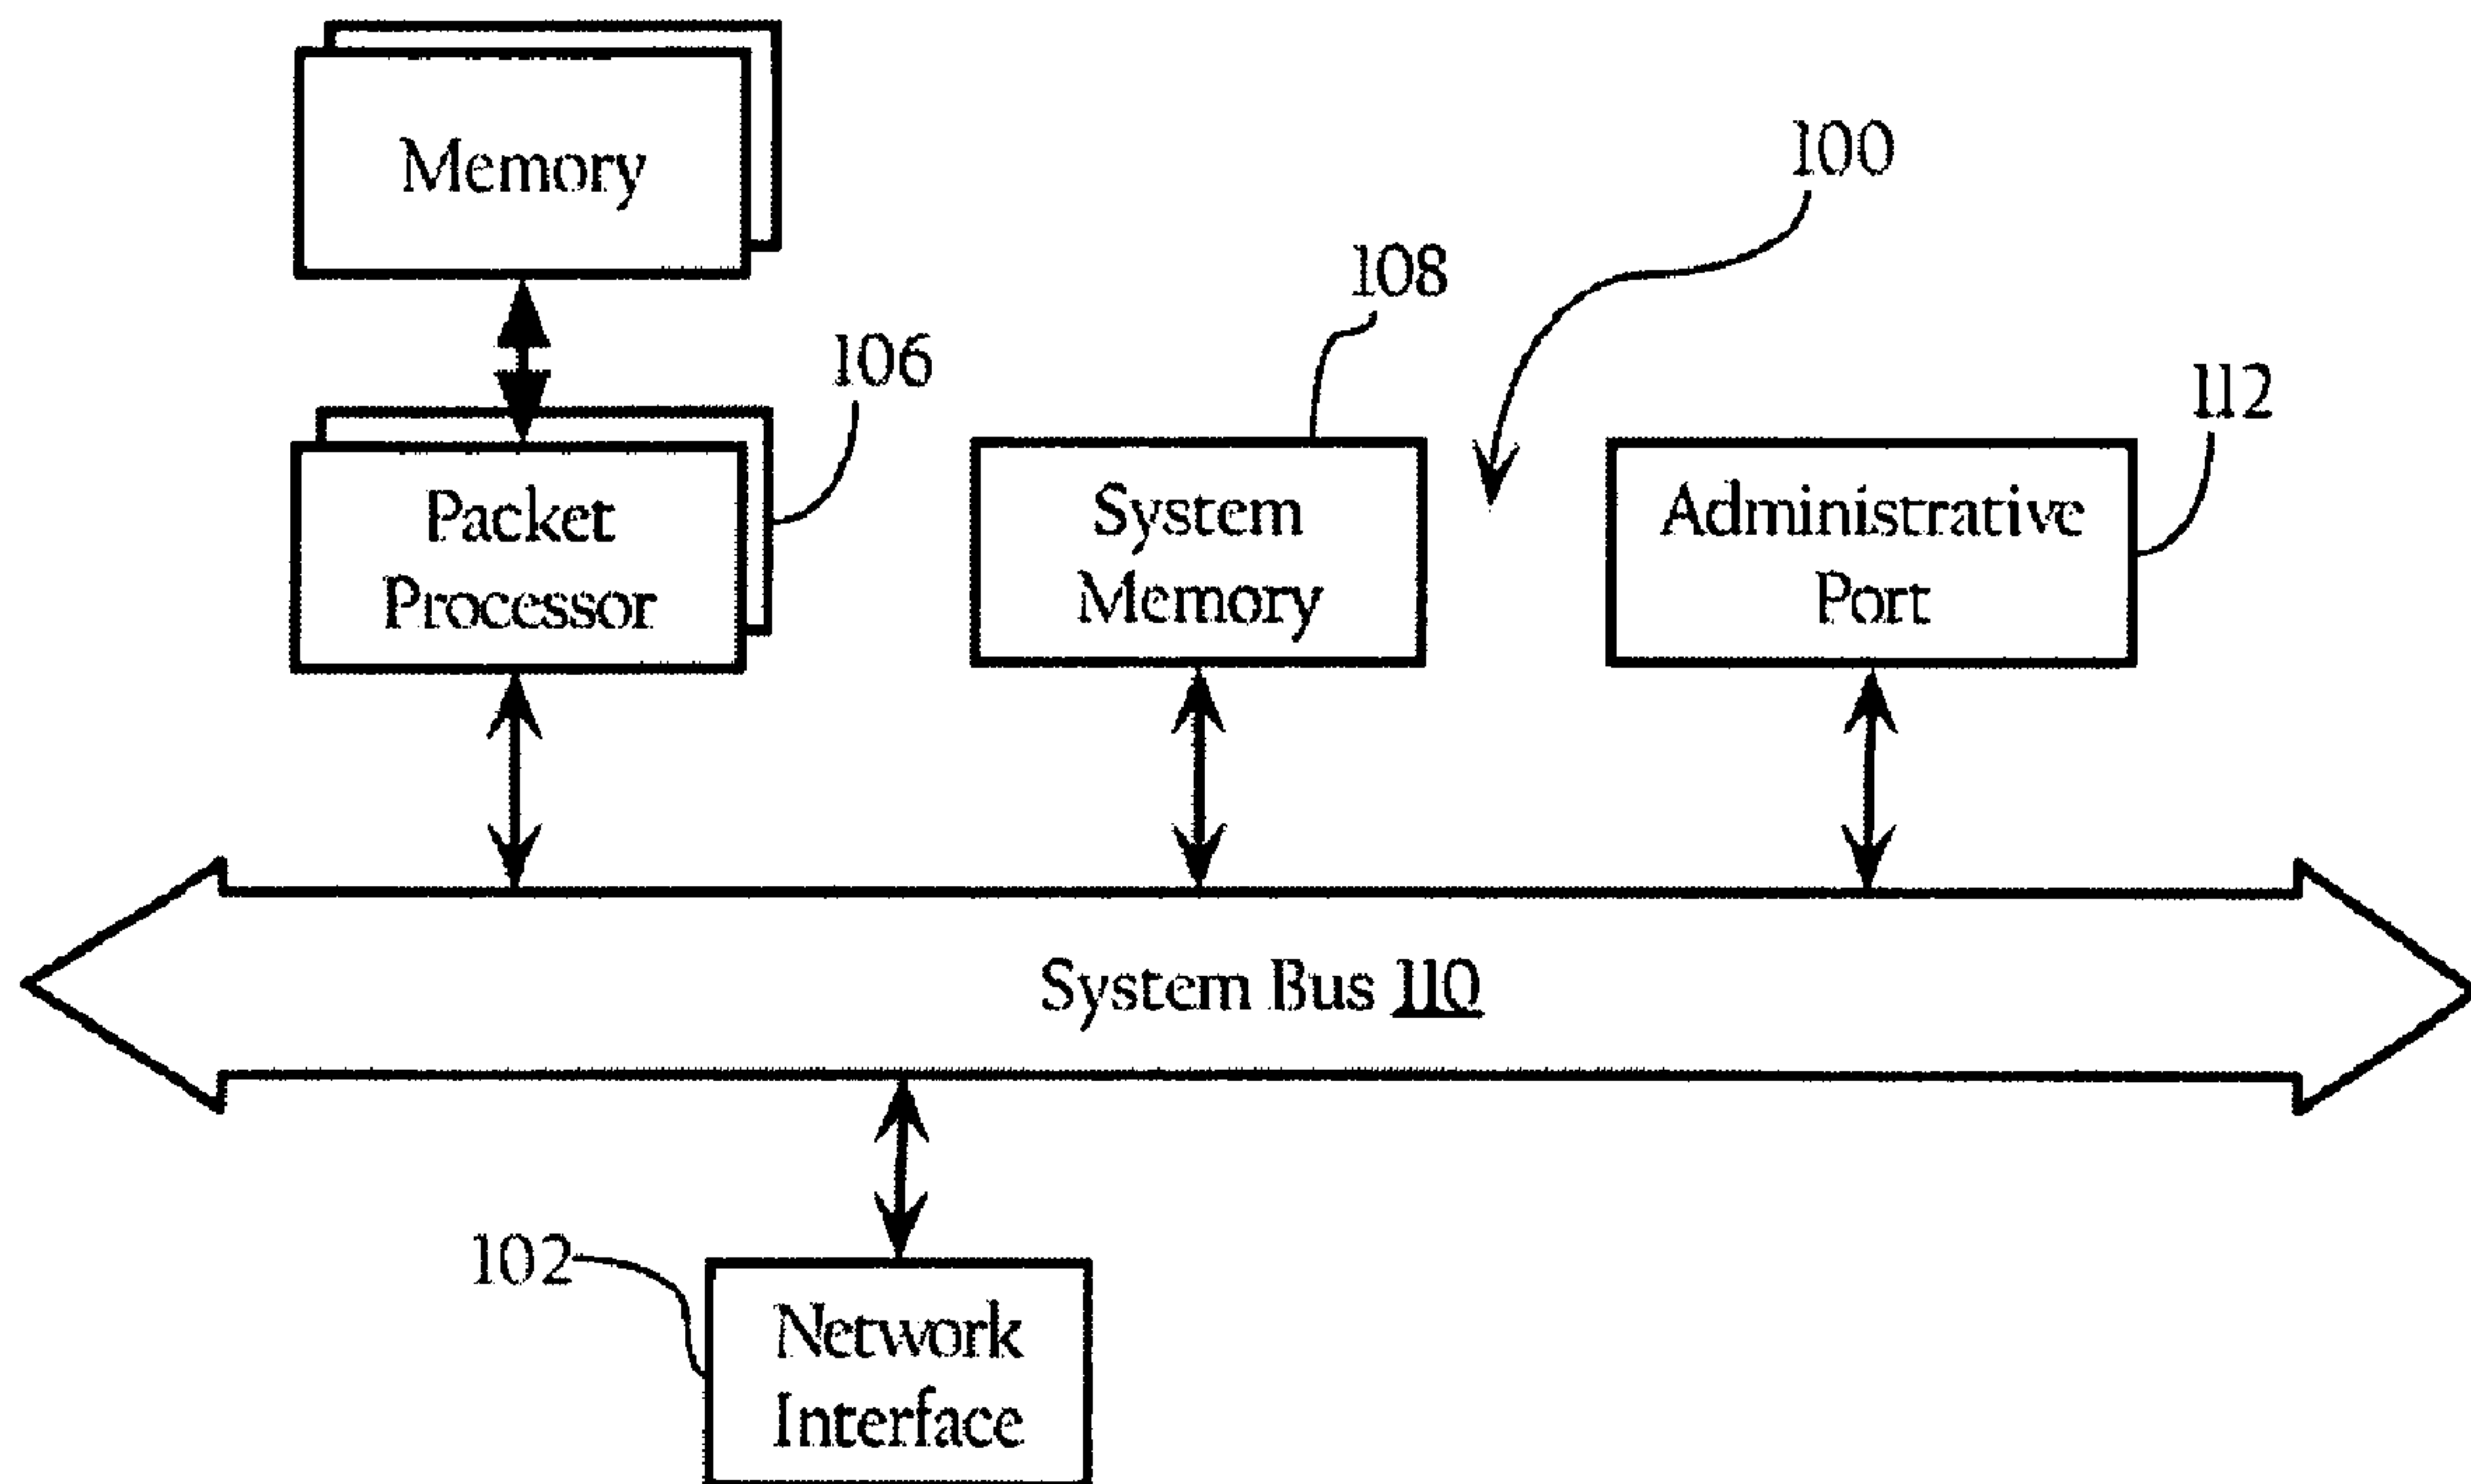 Memory
100
108
106
112
Packet
Processor
System
Memory
Administrative
Port
System Bus 110
102
Network
Interface